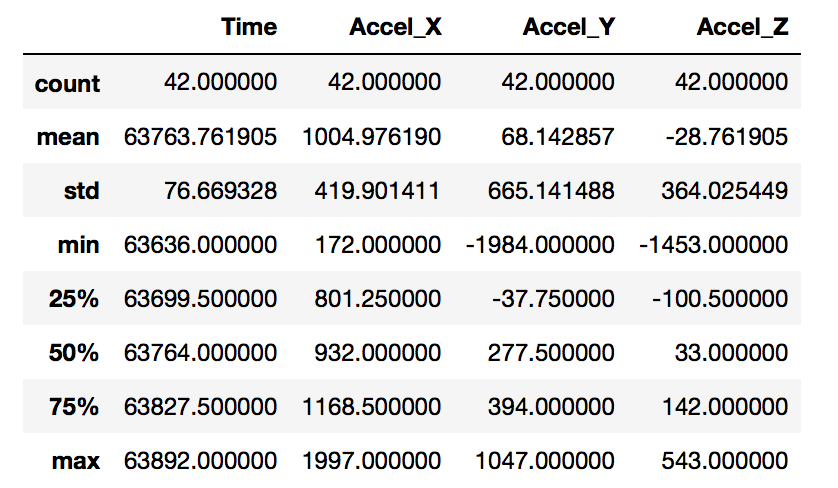 Time Accel_X Accel_Y Accel_Z
count 42.000000 42.000000 42.000000 42.000000
mean 63763.761905 1004.976190 68.142857 -28.761905
std 76.669328 419.901411 665.141488 364.025449
min 63636.000000 172.000000 -1984.000000 -1453.000000
25% 63699.500000 801.250000 -37.750000 -100.500000
50% 63764.000000 932.000000 277.500000 33.000000
75% 63827.500000 1168.500000 394.000000 142.000000
max 63892.000000 1997.000000 1047.000000 543.000000